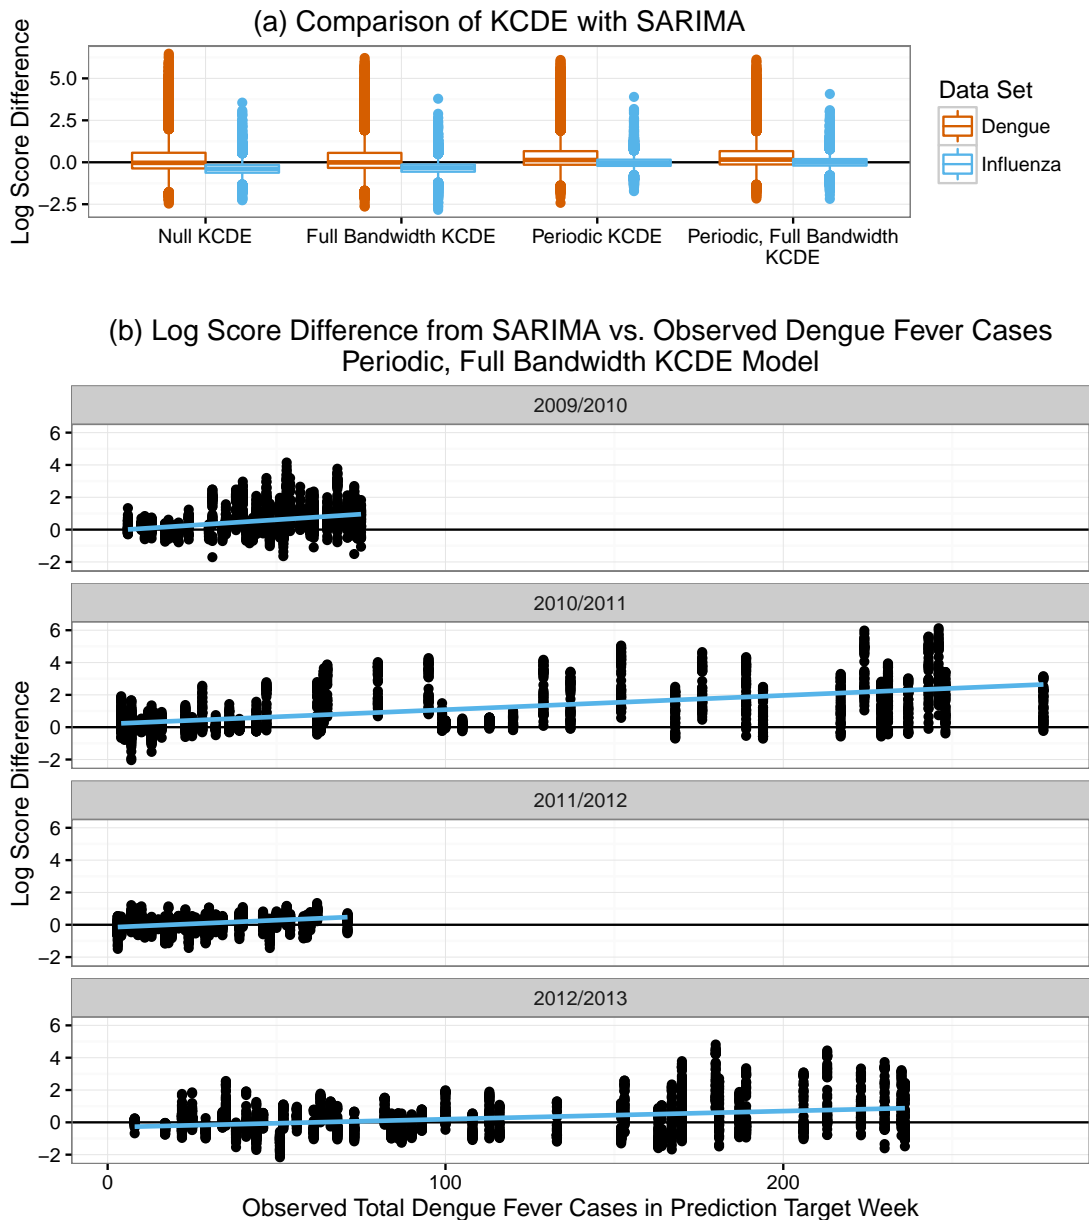 (a) Comparison of KCDE with SARIMA
Log Score Difference
5.0
2.5
0.0
−2.5
Null KCDE
Full Bandwidth KCDE
Periodic KCDE
Periodic, Full Bandwidth
KCDE
Data Set
Dengue
Influenza
(b) Log Score Difference from SARIMA vs. Observed Dengue Fever Cases
Periodic, Full Bandwidth KCDE Model
Log Score Difference
2009/2010
6
4
2
0
−2
2010/2011
6
4
2
0
−2
2011/2012
6
4
2
0
−2
2012/2013
6
4
2
0
−2
0
100
200
Observed Total Dengue Fever Cases in Prediction Target Week